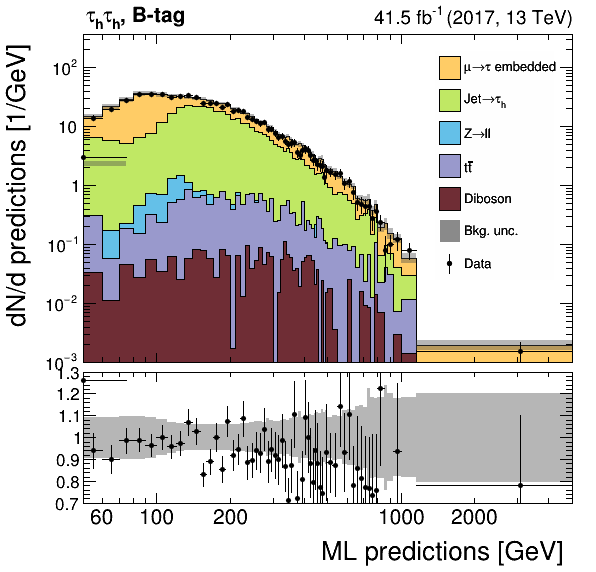 τhτh, B-tag
41.5 fb⁻¹ (2017, 13 TeV)
dN/d predictions [1/GeV]
10²
10
1
10⁻¹
10⁻²
10⁻³
μ→τ embedded
Jet→τh
Z→ll
tt̄
Diboson
Bkg. unc.
Data
1.3
1.2
1.1
1
0.9
0.8
0.7
60 100 200 1000 2000
ML predictions [GeV]